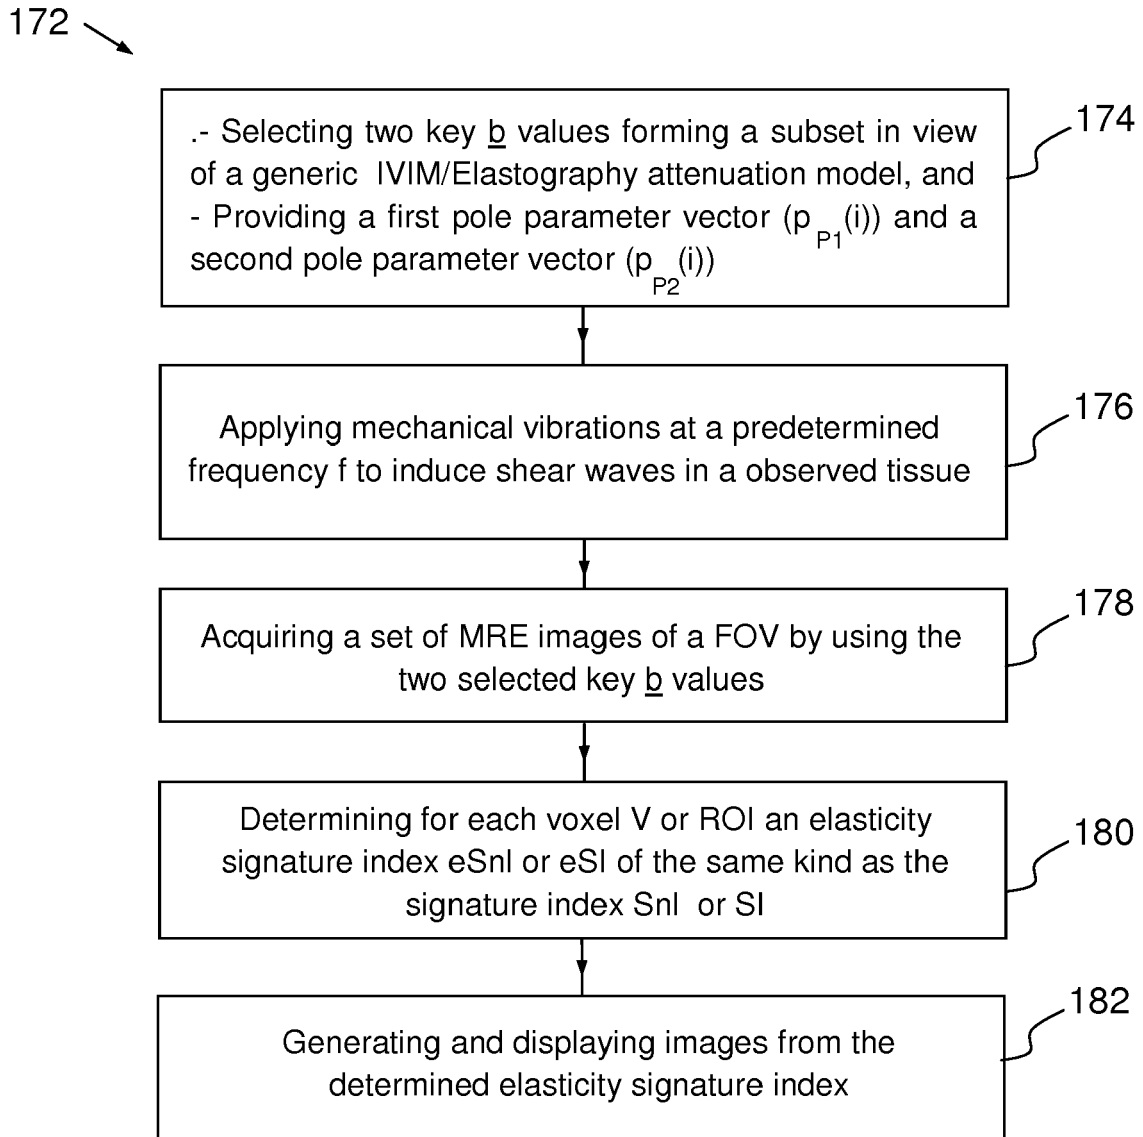 172
.- Selecting two key b values forming a subset in view
of a generic IVIM/Elastography attenuation model, and
- Providing a first pole parameter vector (p P1 (i)) and a
second pole parameter vector (p P2 (i))
174
Applying mechanical vibrations at a predetermined
frequency f to induce shear waves in a observed tissue
176
Acquiring a set of MRE images of a FOV by using the
two selected key b values
178
Determining for each voxel V or ROI an elasticity
signature index eSnI or eSI of the same kind as the
signature index SnI or SI
180
Generating and displaying images from the
determined elasticity signature index
182